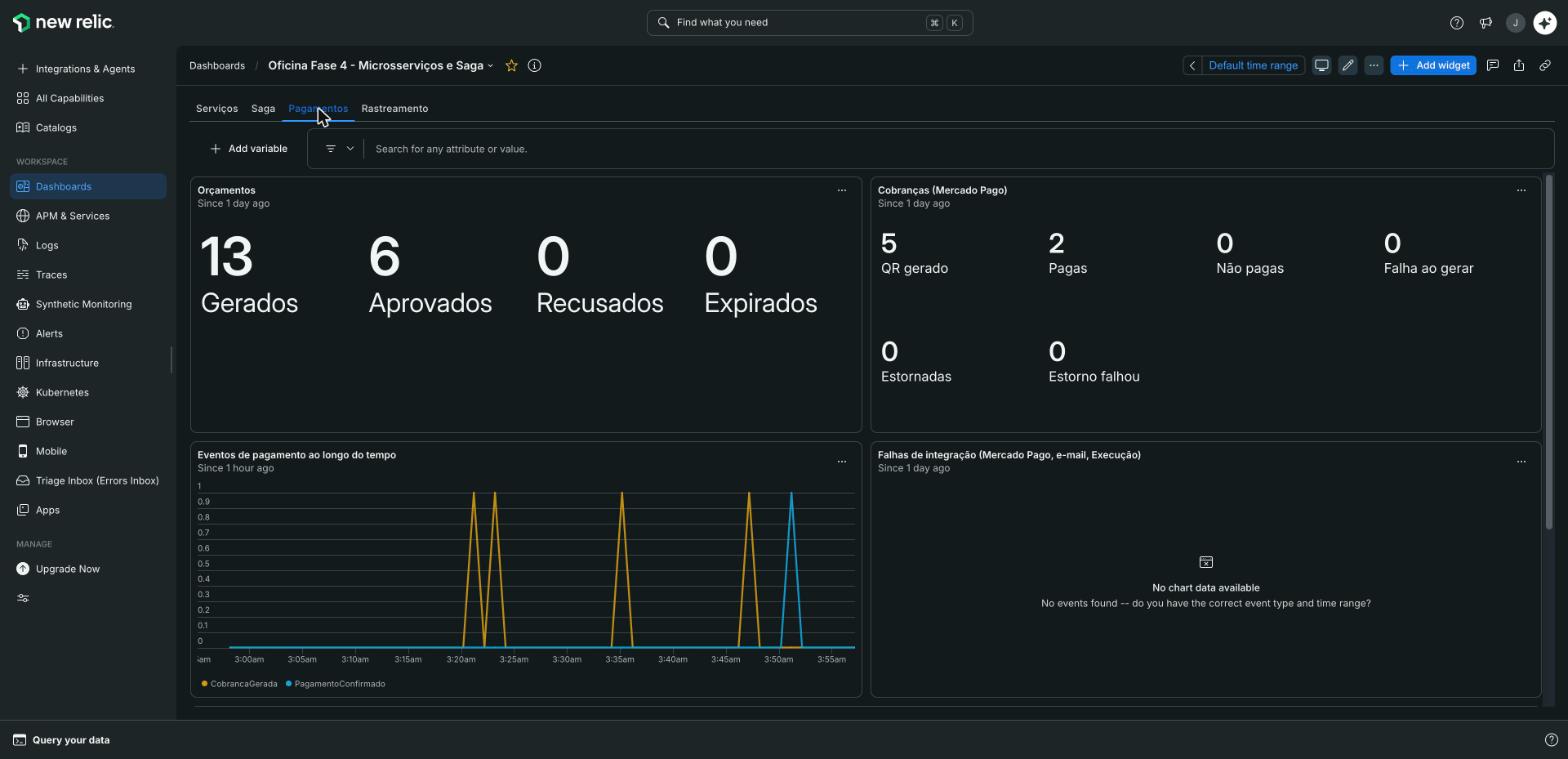 new relic.
Find what you need
⌘ K
J
Integrations & Agents
All Capabilities
Catalogs
WORKSPACE
Dashboards
APM & Services
Logs
Traces
Synthetic Monitoring
Alerts
Infrastructure
Kubernetes
Browser
Mobile
Triage Inbox (Errors Inbox)
Apps
MANAGE
Upgrade Now
Dashboards / Oficina Fase 4 - Microsserviços e Saga
Default time range
Add widget
Serviços Saga Pagamentos Rastreamento
Add variable
Search for any attribute or value.
Orçamentos
Since 1 day ago
13 6 0 0
Gerados Aprovados Recusados Expirados
Cobranças (Mercado Pago)
Since 1 day ago
5 2 0 0
QR gerado Pagas Não pagas Falha ao gerar
0 0
Estornadas Estorno falhou
Eventos de pagamento ao longo do tempo
Since 1 hour ago
1
0.9
0.8
0.7
0.6
0.5
0.4
0.3
0.2
0.1
0
am 3:00am 3:05am 3:10am 3:15am 3:20am 3:25am 3:30am 3:35am 3:40am 3:45am 3:50am 3:55am
CobrancaGerada PagamentoConfirmado
Falhas de integração (Mercado Pago, e-mail, Execução)
Since 1 day ago
No chart data available
No events found -- do you have the correct event type and time range?
Query your data